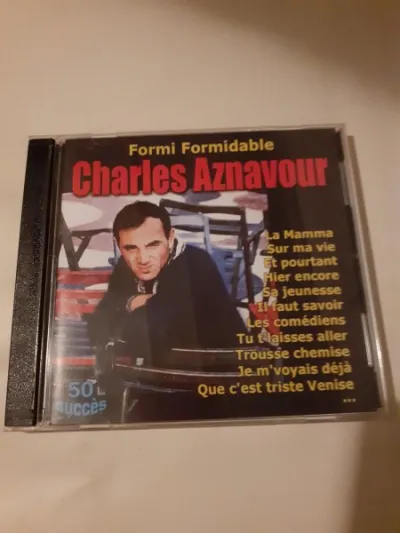 Formi Formidable
Charles Aznavour
La Mamma
Sur ma vie
Et pourtant
Hier encore
Sa jeunesse
Il faut savoir
Les comédiens
Tu t'laisses aller
Trousse chemise
Je m'voyais déjà
Que c'est triste Venise
...
50
succès